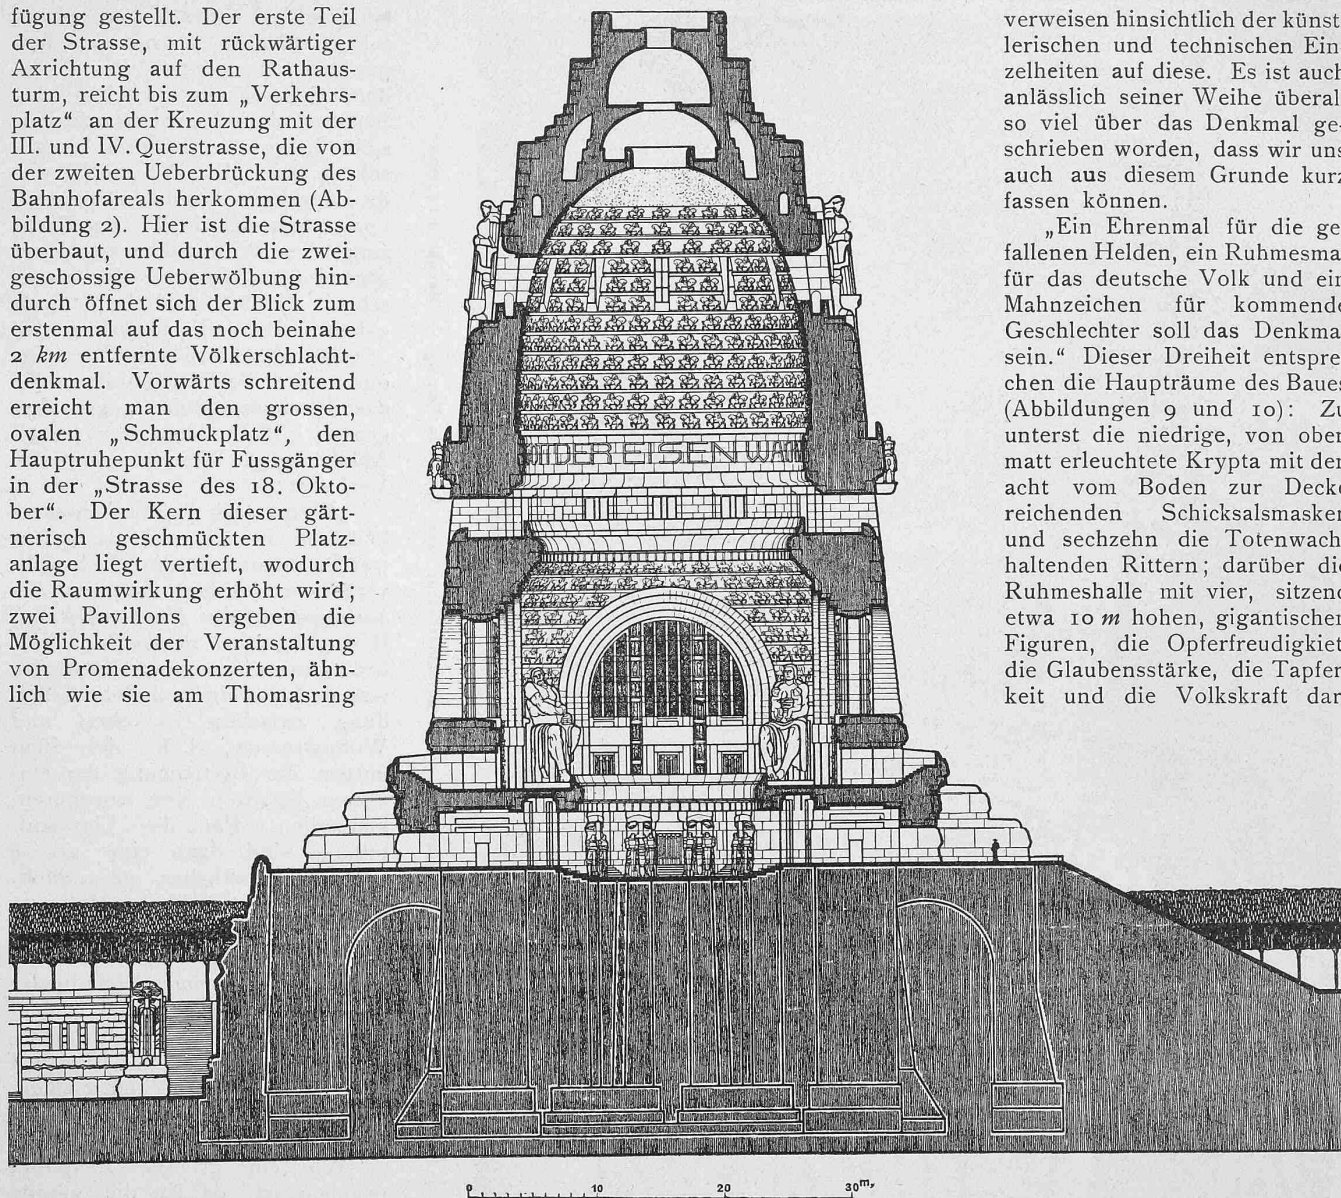 fügung gestellt. Der erste Teil
der Strasse, mit rückwärtiger
Axrichtung auf den Rathaus-
turm, reicht bis zum „Verkehrs-
platz“ an der Kreuzung mit der
III. und IV. Querstrasse, die von
der zweiten Ueberbrückung des
Bahnhofareals herkommen (Ab-
bildung 2). Hier ist die Strasse
überbaut, und durch die zwei-
geschossige Ueberwölbung hin-
durch öffnet sich der Blick zum
erstenmal auf das noch beinahe
2 km entfernte Völkerschlacht-
denkmal. Vorwärts schreitend
erreicht man den grossen,
ovalen „Schmuckplatz“, den
Hauptruhepunkt für Fussgänger
in der „Strasse des 18. Okto-
ber“. Der Kern dieser gärt-
nerisch geschmückten Platz-
anlage liegt vertieft, wodurch
die Raumwirkung erhöht wird;
zwei Pavillons ergeben die
Möglichkeit der Veranstaltung
von Promenadekonzerten, ähn-
lich wie sie am Thomasring
DER EISEN
0 10 20 30 m,
verweisen hinsichtlich der künst
lerischen und technischen Ein
zelheiten auf diese. Es ist auch
anlässlich seiner Weihe überal
so viel über das Denkmal ge-
schrieben worden, dass wir uns
auch aus diesem Grunde kurz
fassen können.
„Ein Ehrenmal für die ge
fallenen Helden, ein Ruhmesma
für das deutsche Volk und ein
Mahnzeichen für kommende
Geschlechter soll das Denkma
sein.“ Dieser Dreiheit entspre
chen die Haupträume des Baues
(Abbildungen 9 und 10): Zu
unterst die niedrige, von oben
matt erleuchtete Krypta mit den
acht vom Boden zur Decke
reichenden Schicksalsmasken
und sechzehn die Totenwach
haltenden Rittern; darüber die
Ruhmeshalle mit vier, sitzend
etwa 10 m hohen, gigantischen
Figuren, die Opferfreudigkiet
die Glaubensstärke, die Tapfer
keit und die Volkskraft dar